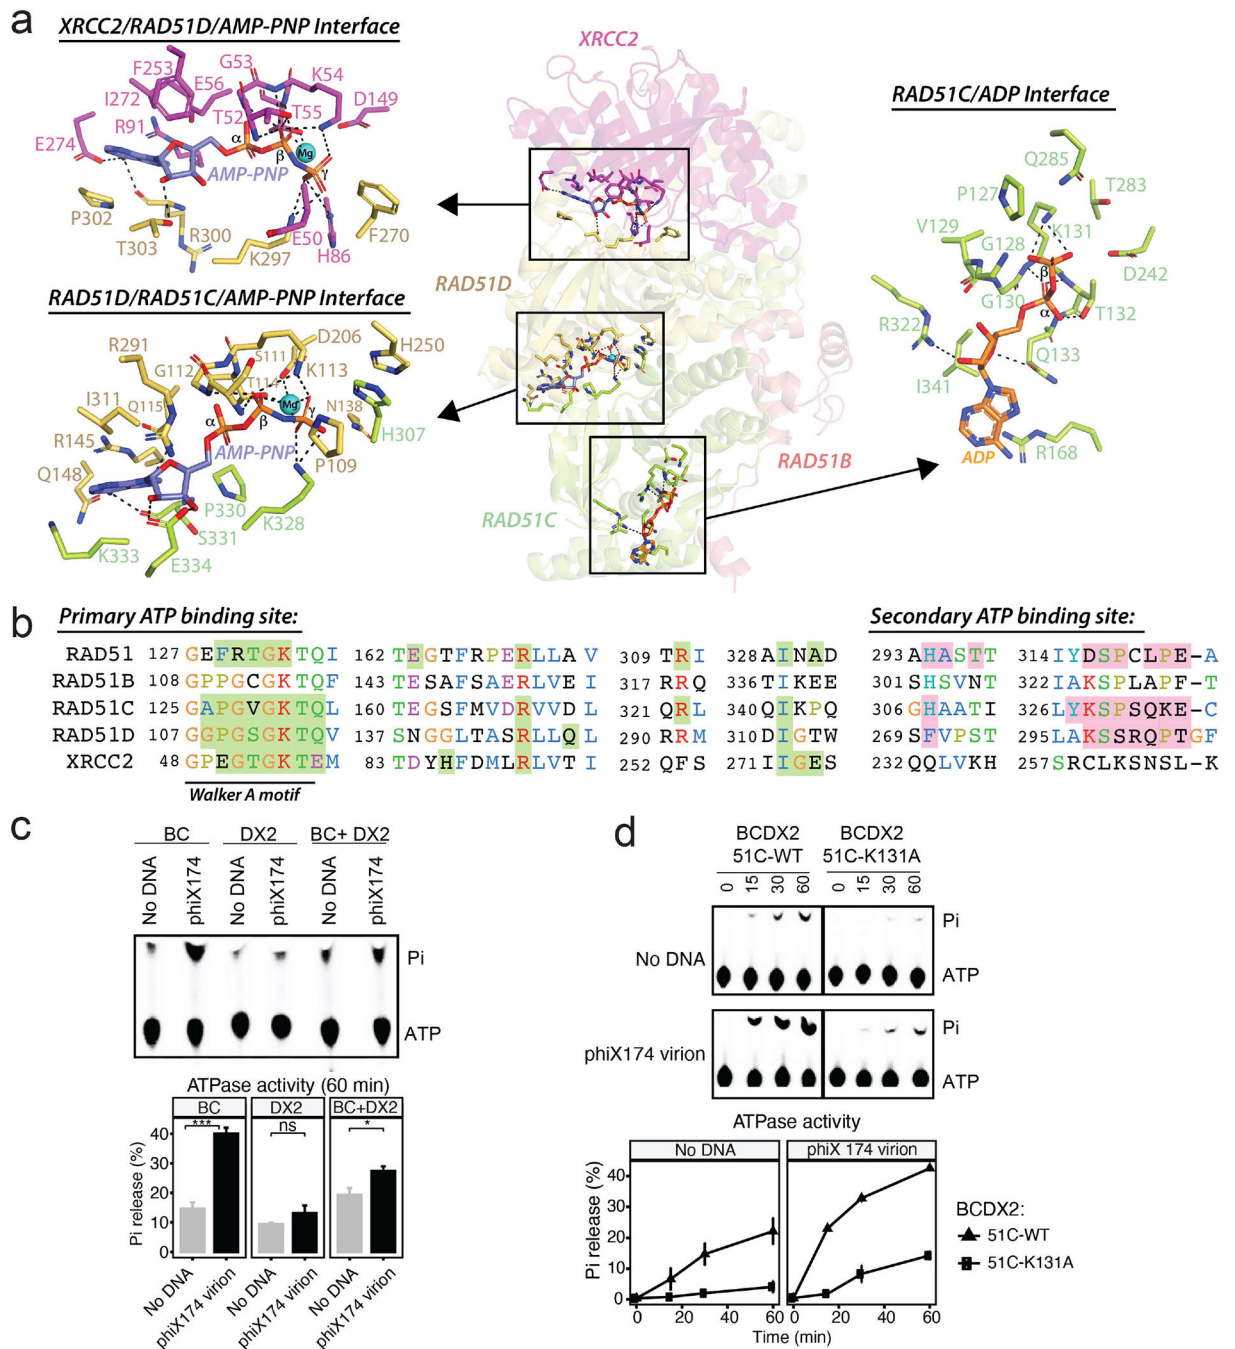 a
XRCC2/RAD51D/AMP-PNP Interface
F253
G53
E56
K54
I272
T52
T55
D149
E274
R91
α
β
Mg
γ
AMP-PNP
P302
T303
R300
K297
E50
H86
F270
XRCC2
RAD51D
RAD51B
RAD51C
RAD51C/ADP Interface
Q285
P127
T283
V129
K131
G128
D242
β
G130
α
T132
R322
Q133
I341
R168
ADP
RAD51D/RAD51C/AMP-PNP Interface
D206
R291
S111
H250
G112
K113
T114
I311
Q115
Mg
γ
N138
α
β
H307
R145
AMP-PNP
P109
Q148
P330
K328
S331
K333
E334
b
Primary ATP binding site:
Secondary ATP binding site:
RAD51 127 GEFRTGKTQI 162 TEGTFRPERLLA V 309 TRI 328 AINAD 293 AHASTT 314 IYDSPCLPE-A
RAD51B 108 GPPGCGKTQF 143 TESAFSAERLVE I 317 RRQ 336 TIKEE 301 SHSVNT 322 IAKSPLAPF-T
RAD51C 125 GAPGVGKTQL 160 TEGSFMVDRVVD L 321 QRL 340 QIKPQ 306 GHAATI 326 LYKSPSQKE-C
RAD51D 107 GGPGSGKTQV 137 SNGGLTASRLLQ L 290 RRM 310 DIGTW 269 SFVPST 295 LAKSSRQPTGF
XRCC2 48 GPEGTGKTEM 83 TDYHFDMLRLVT I 252 QFS 271 IIGES 232 QQLVKH 257 SRCLKSNSL-K
Walker A motif
c
BC DX2 BC+ DX2
No DNA phiX174 No DNA phiX174 No DNA phiX174
Pi
ATP
ATPase activity (60 min)
BC DX2 BC+DX2
*** ns *
Pi release (%)
40
30
20
10
0
No DNA phiX174 virion No DNA phiX174 virion No DNA phiX174 virion
d
BCDX2 BCDX2
51C-WT 51C-K131A
0 15 30 60 0 15 30 60
Pi
No DNA
ATP
Pi
phiX174 virion
ATP
ATPase activity
No DNA phiX 174 virion
Pi release (%)
40
30
20
10
0
0 20 40 60 0 20 40 60
Time (min)
BCDX2:
51C-WT
51C-K131A